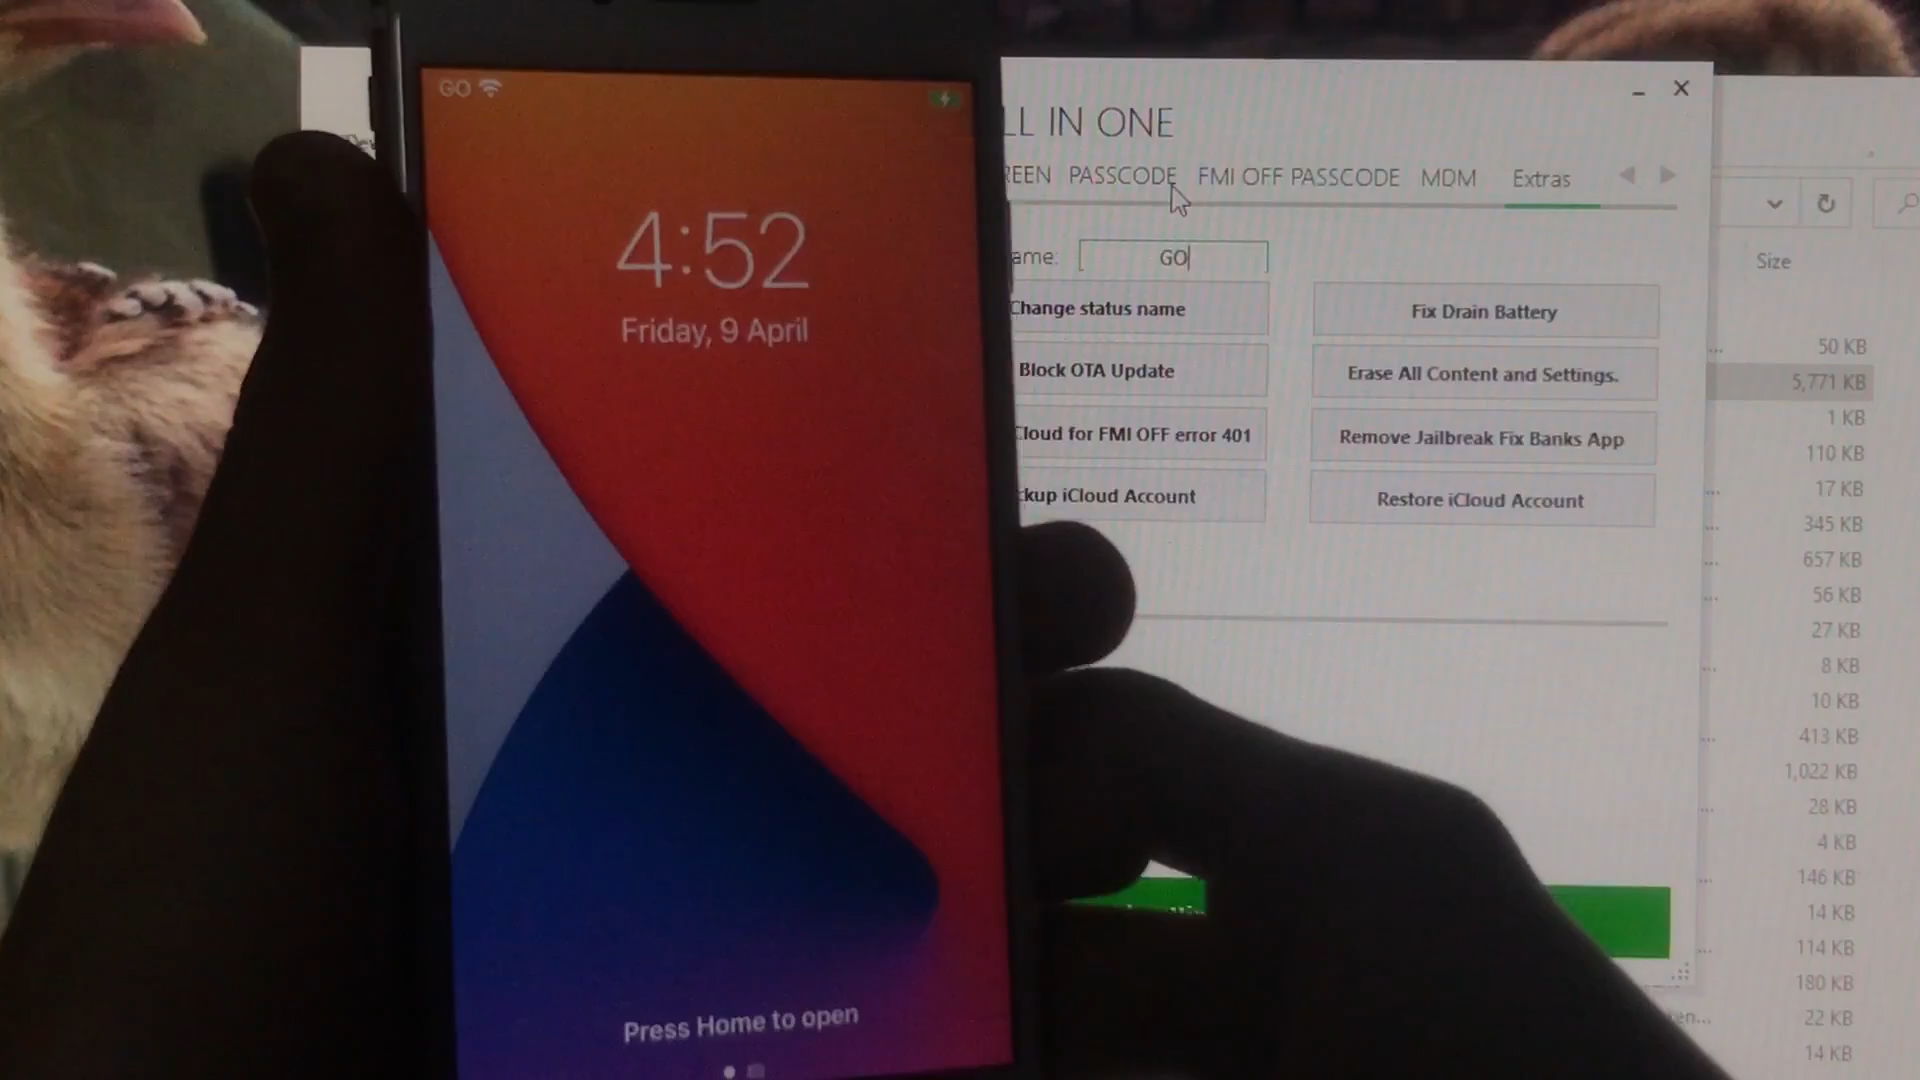 GO
4:52
Friday, 9 April
Press Home to open
LL IN ONE
REEN PASSCODE FMI OFF PASSCODE MDM Extras
ame: GO
Change status name
Fix Drain Battery
Block OTA Update
Erase All Content and Settings.
Cloud for FMI OFF error 401
Remove Jailbreak Fix Banks App
ckup iCloud Account
Restore iCloud Account
Size
50 KB
5,771 KB
1 KB
110 KB
17 KB
345 KB
657 KB
56 KB
27 KB
8 KB
10 KB
413 KB
1,022 KB
28 KB
4 KB
146 KB
14 KB
114 KB
180 KB
22 KB
14 KB